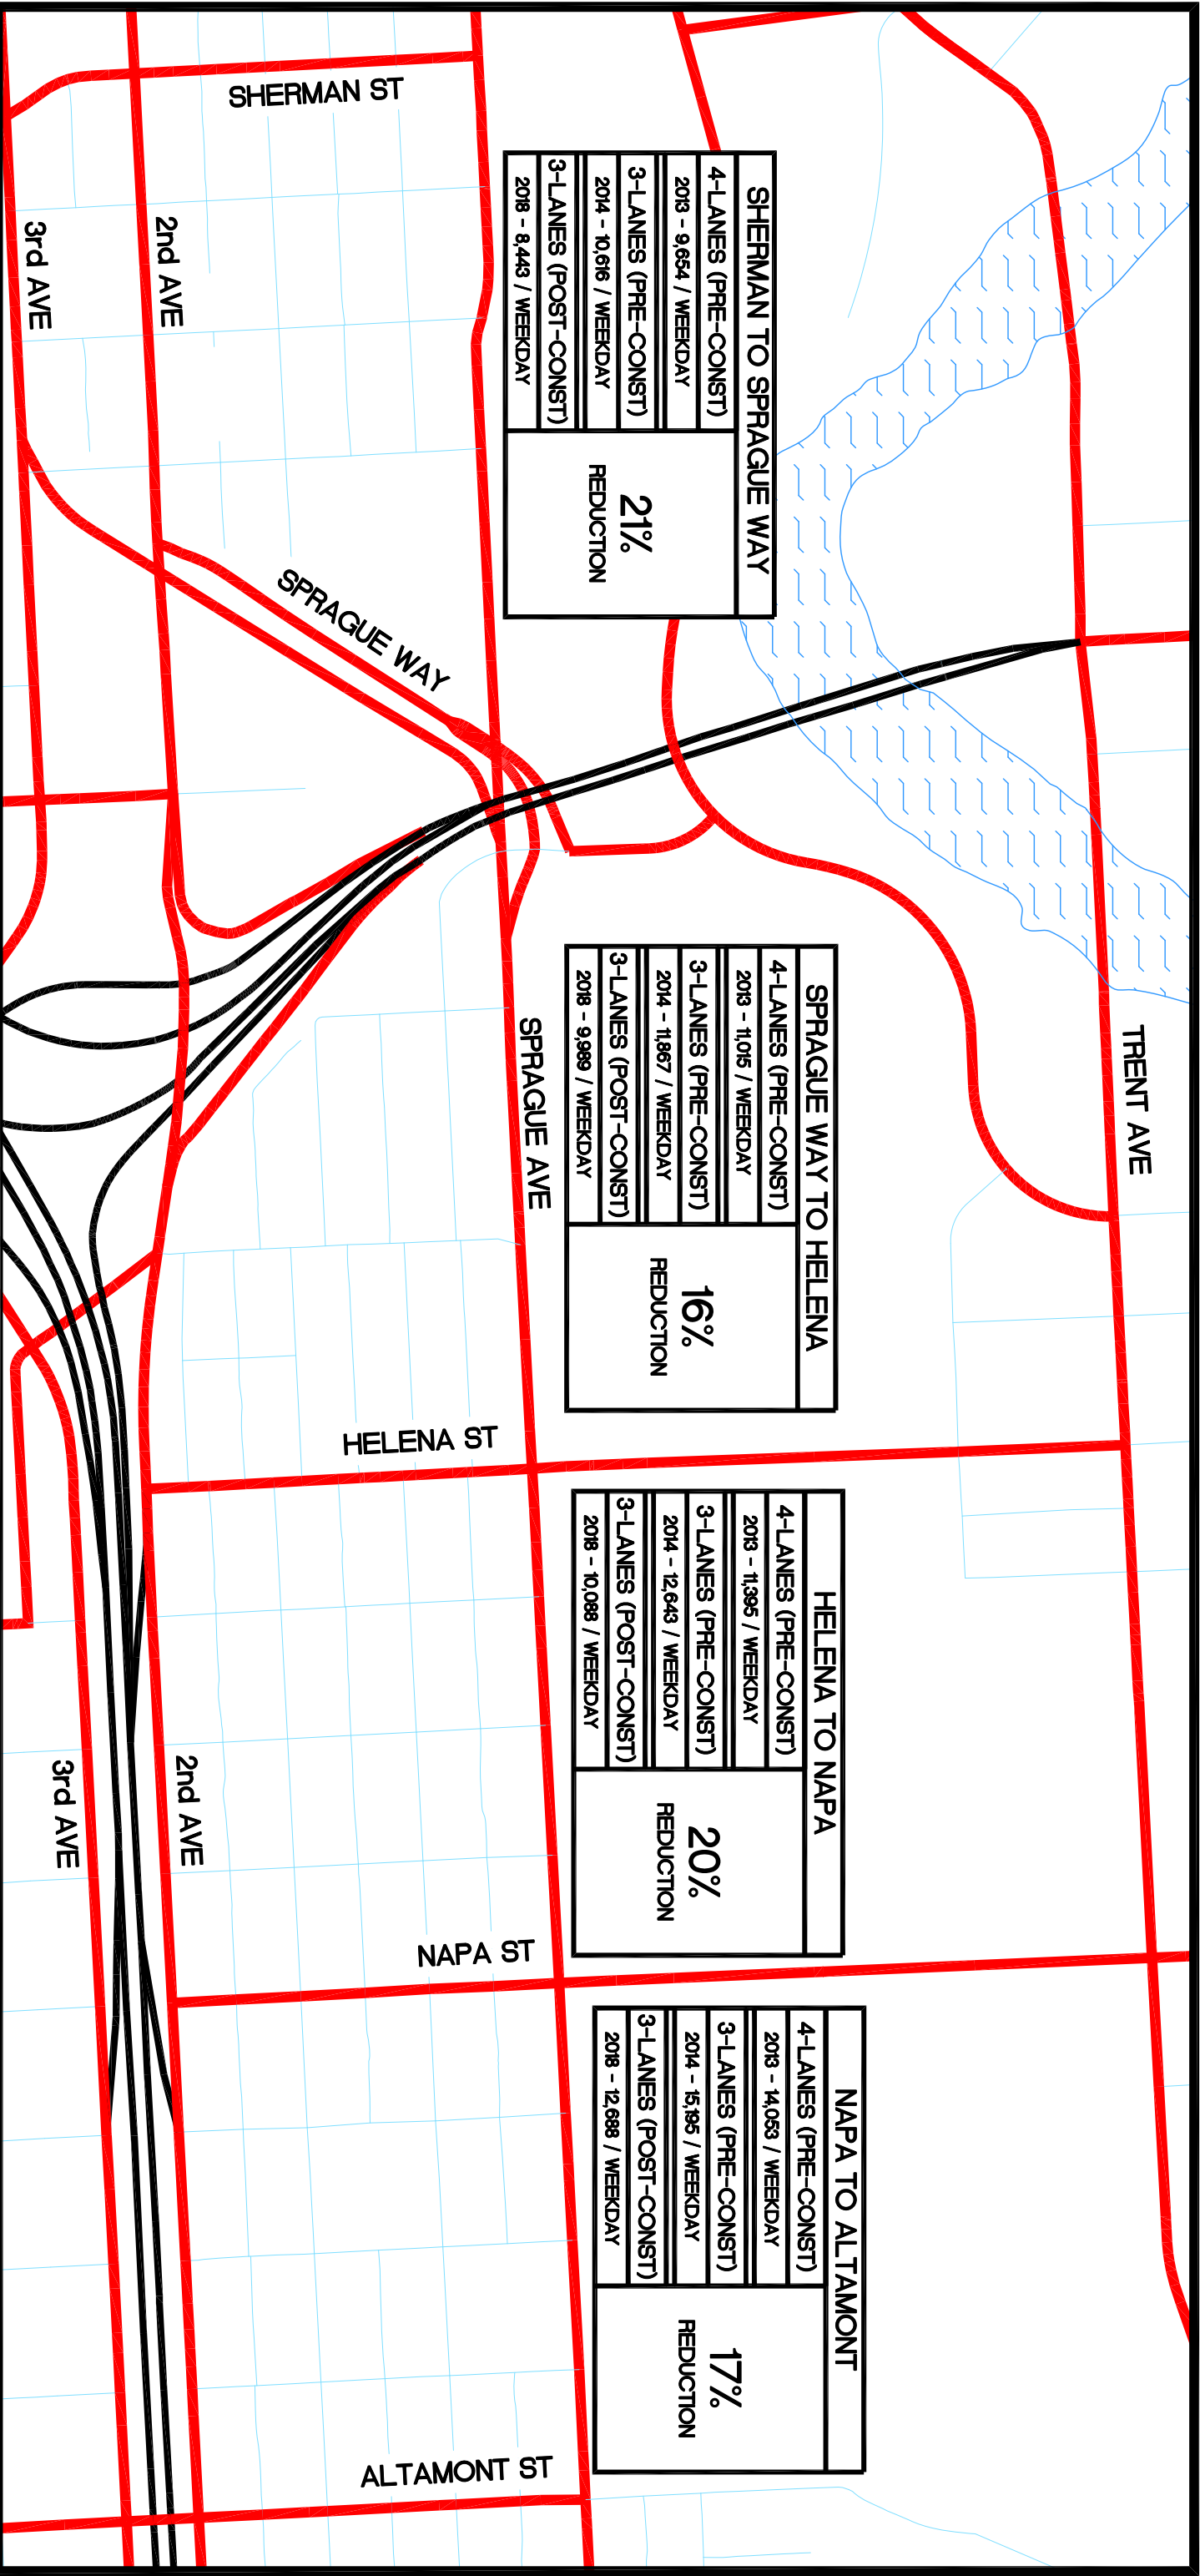 SHERMAN TO SPRAGUE WAY
4-LANES (PRE-CONST)
2013 - 9,654 / WEEKDAY
3-LANES (PRE-CONST)
2014 - 10,616 / WEEKDAY
3-LANES (POST-CONST)
2018 - 8,443 / WEEKDAY
21%
REDUCTION
SPRAGUE WAY TO HELENA
4-LANES (PRE-CONST)
2013 - 11,015 / WEEKDAY
3-LANES (PRE-CONST)
2014 - 11,867 / WEEKDAY
3-LANES (POST-CONST)
2018 - 9,989 / WEEKDAY
16%
REDUCTION
HELENA TO NAPA
4-LANES (PRE-CONST)
2013 - 11,395 / WEEKDAY
3-LANES (PRE-CONST)
2014 - 12,643 / WEEKDAY
3-LANES (POST-CONST)
2018 - 10,088 / WEEKDAY
20%
REDUCTION
NAPA TO ALTAMONT
4-LANES (PRE-CONST)
2013 - 14,053 / WEEKDAY
3-LANES (PRE-CONST)
2014 - 15,195 / WEEKDAY
3-LANES (POST-CONST)
2018 - 12,688 / WEEKDAY
17%
REDUCTION
TRENT AVE
SPRAGUE AVE
SHERMAN ST
SPRAGUE WAY
HELENA ST
NAPA ST
ALTAMONT ST
2nd AVE
2nd AVE
3rd AVE
3rd AVE